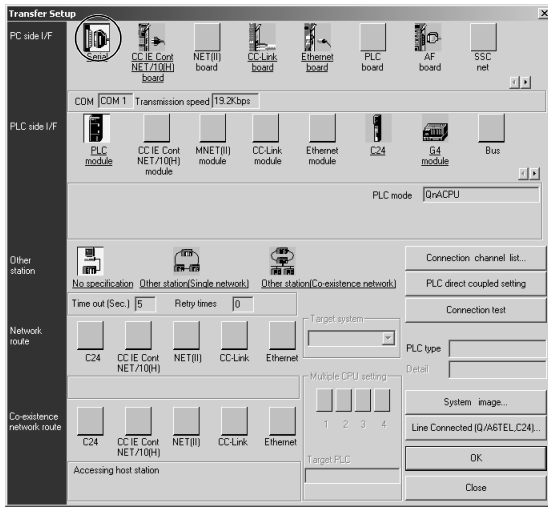 Transfer Setup
PC side I/F
Serial
CC IE Cont NET/10(H) board
NET(II) board
CC-Link board
Ethernet board
PLC board
AF board
SSC net
COM COM 1 Transmission speed 19.2Kbps
PLC side I/F
PLC module
CC IE Cont NET/10(H) module
MNET(II) module
CC-Link module
Ethernet module
C24
G4 module
Bus
PLC mode QnACPU
Other station
No specification
Other station(Single network)
Other station(Co-existence network)
Time out (Sec.) 5 Retry times 0
Network route
C24
CC IE Cont NET/10(H)
NET(II)
CC-Link
Ethernet
Co-existence network route
C24
CC IE Cont NET/10(H)
NET(II)
CC-Link
Ethernet
Accessing host station
Target system
Multiple CPU setting
1 2 3 4
Target PLC
Connection channel list...
PLC direct coupled setting
Connection test
PLC type
Detail
System image...
Line Connected (Q/A6TEL,C24)...
OK
Close